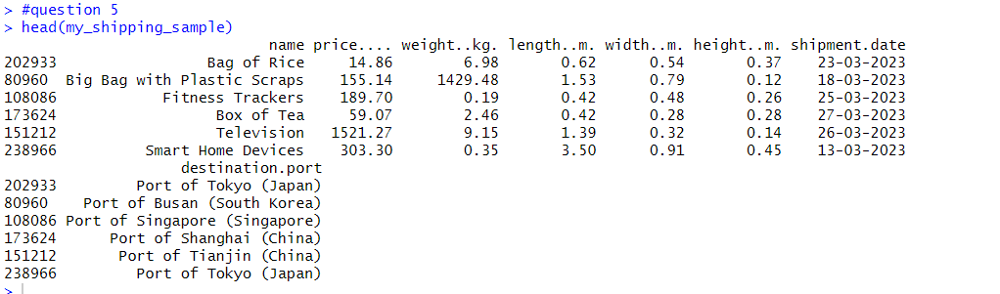 > #question 5
> head(my_shipping_sample)
name price.... weight..kg. length..m. width..m. height..m. shipment.date
202933 Bag of Rice 14.86 6.98 0.62 0.54 0.37 23-03-2023
80960 Big Bag with Plastic Scraps 155.14 1429.48 1.53 0.79 0.12 18-03-2023
108086 Fitness Trackers 189.70 0.19 0.42 0.48 0.26 25-03-2023
173624 Box of Tea 59.07 2.46 0.42 0.28 0.28 27-03-2023
151212 Television 1521.27 9.15 1.39 0.32 0.14 26-03-2023
238966 Smart Home Devices 303.30 0.35 3.50 0.91 0.45 13-03-2023
destination.port
202933 Port of Tokyo (Japan)
80960 Port of Busan (South Korea)
108086 Port of Singapore (Singapore)
173624 Port of Shanghai (China)
151212 Port of Tianjin (China)
238966 Port of Tokyo (Japan)
>